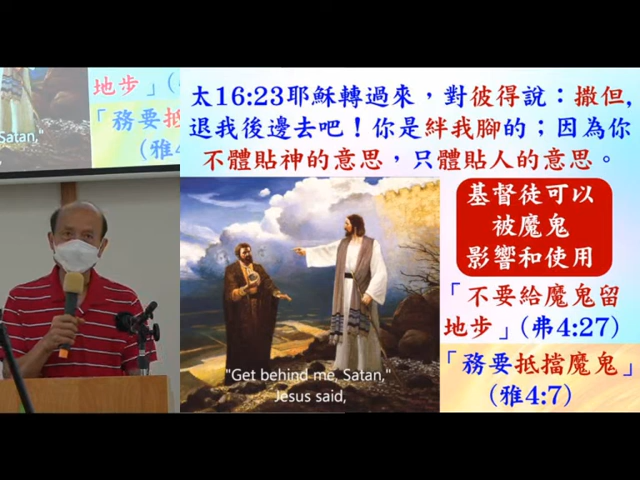 地步」(弗4
「務要抵
(雅4
Satan,"
太16:23耶穌轉過來，對彼得說：撒但,
退我後邊去吧！你是絆我腳的；因為你
不體貼神的意思，只體貼人的意思。
基督徒可以
被魔鬼
影響和使用
「不要給魔鬼留
地步」(弗4:27)
「務要抵擋魔鬼」
(雅4:7)
"Get behind me, Satan,"
Jesus said,